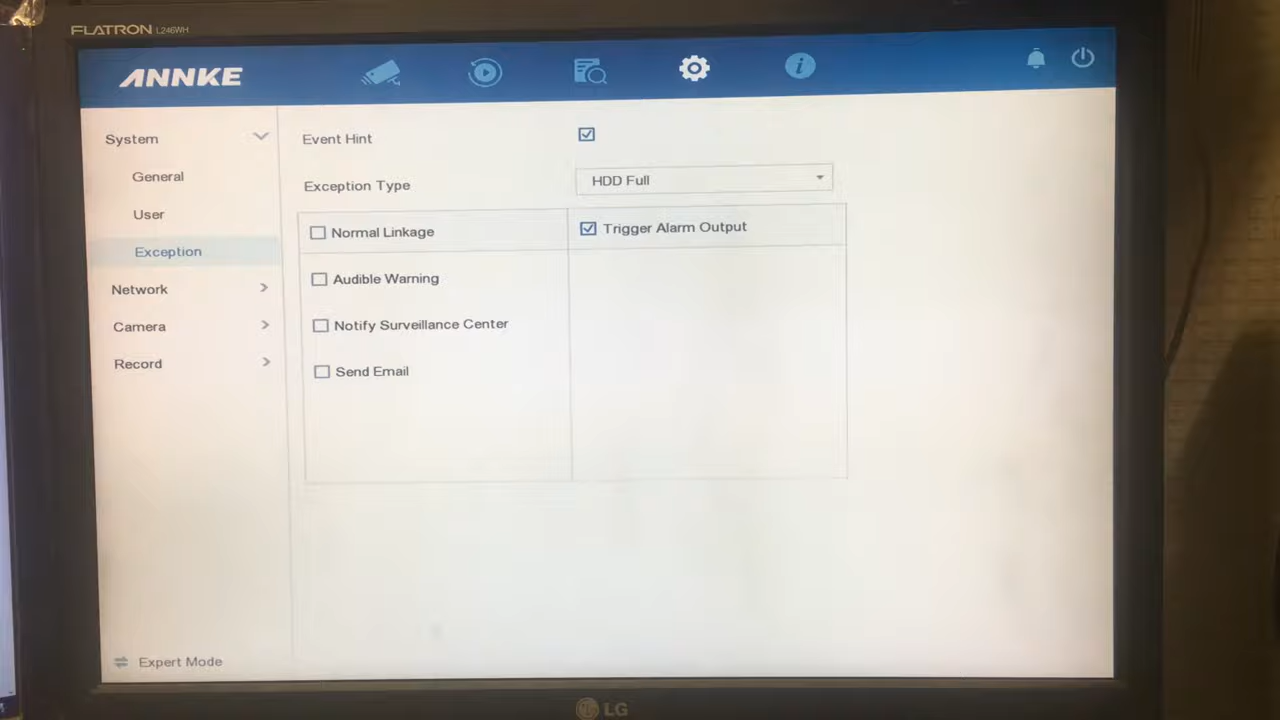 FLATRON L246WH
ANNKE
System
General
User
Exception
Network
Camera
Record
Expert Mode
Event Hint
Exception Type
HDD Full
Normal Linkage
Trigger Alarm Output
Audible Warning
Notify Surveillance Center
Send Email
LG